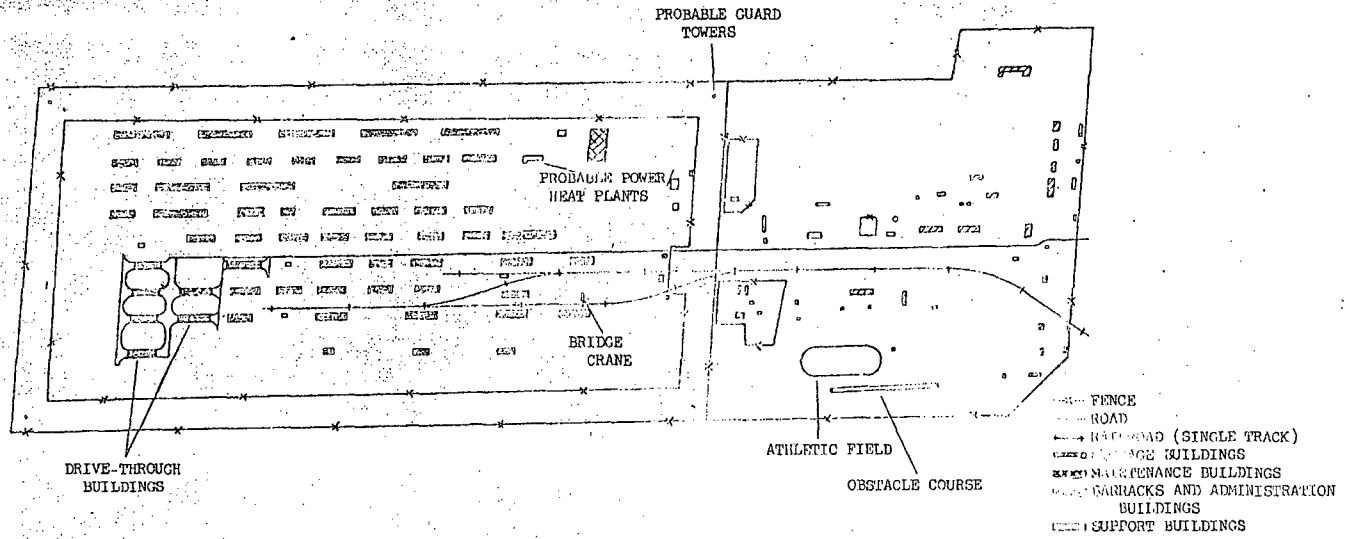 PROBABLE GUARD
TOWERS
PROBABLE POWER/
HEAT PLANTS
BRIDGE
CRANE
ATHLETIC FIELD
OBSTACLE COURSE
DRIVE-THROUGH
BUILDINGS
FENCE
ROAD
(SINGLE TRACK)
BUILDINGS
MAINTENANCE BUILDINGS
BARRACKS AND ADMINISTRATION
BUILDINGS
SUPPORT BUILDINGS